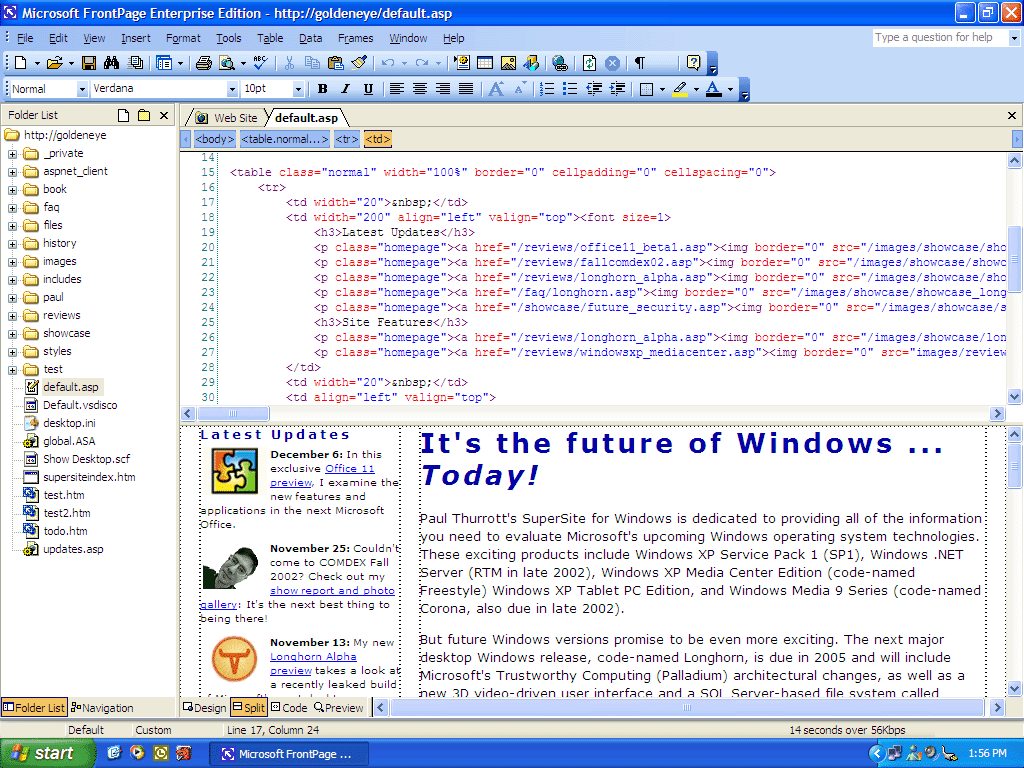 Microsoft FrontPage Enterprise Edition - http://goldeneye/default.asp
File Edit View Insert Format Tools Table Data Frames Window Help
Type a question for help
Normal Verdana 10pt B I U
Folder List
Web Site default.asp
<body> <table.normal...> <tr> <td>
http://goldeneye
_private
aspnet_client
book
faq
files
history
images
includes
paul
reviews
showcase
styles
test
default.asp
Default.vsdisco
desktop.ini
global.ASA
Show Desktop.scf
supersiteindex.htm
test.htm
test2.htm
todo.htm
updates.asp
14
15 <table class="normal" width="100%" border="0" cellpadding="0" cellspacing="0">
16 <tr>
17 <td width="20">&nbsp;</td>
18 <td width="200" align="left" valign="top"><font size=1>
19 <h3>Latest Updates</h3>
20 <p class="homepage"><a href="/reviews/office11_beta1.asp"><img border="0" src="/images/showcase/sho
21 <p class="homepage"><a href="/reviews/fallcomdex02.asp"><img border="0" src="/images/showcase/showc
22 <p class="homepage"><a href="/reviews/longhorn_alpha.asp"><img border="0" src="/images/showcase/sho
23 <p class="homepage"><a href="/faq/longhorn.asp"><img border="0" src="/images/showcase/showcase_long
24 <p class="homepage"><a href="/showcase/future_security.asp"><img border="0" src="/images/showcase/s
25 <h3>Site Features</h3>
26 <p class="homepage"><a href="/reviews/longhorn_alpha.asp"><img border="0" src="/images/showcase/lon
27 <p class="homepage"><a href="/reviews/windowsxp_mediacenter.asp"><img border="0" src="images/review
28 </td>
29 <td width="20">&nbsp;</td>
30 <td align="left" valign="top">
Latest Updates
December 6: In this
exclusive Office 11
preview, I examine the
new features and
applications in the next Microsoft
Office.
November 25: Couldn't
come to COMDEX Fall
2002? Check out my
show report and photo
gallery: It's the next best thing to
being there!
November 13: My new
Longhorn Alpha
preview takes a look at
a recently leaked build
It's the future of Windows ...
Today!
Paul Thurrott's SuperSite for Windows is dedicated to providing all of the information
you need to evaluate Microsoft's upcoming Windows operating system technologies.
These exciting products include Windows XP Service Pack 1 (SP1), Windows .NET
Server (RTM in late 2002), Windows XP Media Center Edition (code-named
Freestyle) Windows XP Tablet PC Edition, and Windows Media 9 Series (code-named
Corona, also due in late 2002).
But future Windows versions promise to be even more exciting. The next major
desktop Windows release, code-named Longhorn, is due in 2005 and will include
Microsoft's Trustworthy Computing (Palladium) architectural changes, as well as a
new 3D video-driven user interface and a SQL Server-based file system called
Folder List Navigation
Design Split Code Preview
Default Custom Line 17, Column 24 14 seconds over 56Kbps
start Microsoft FrontPage ... 1:56 PM